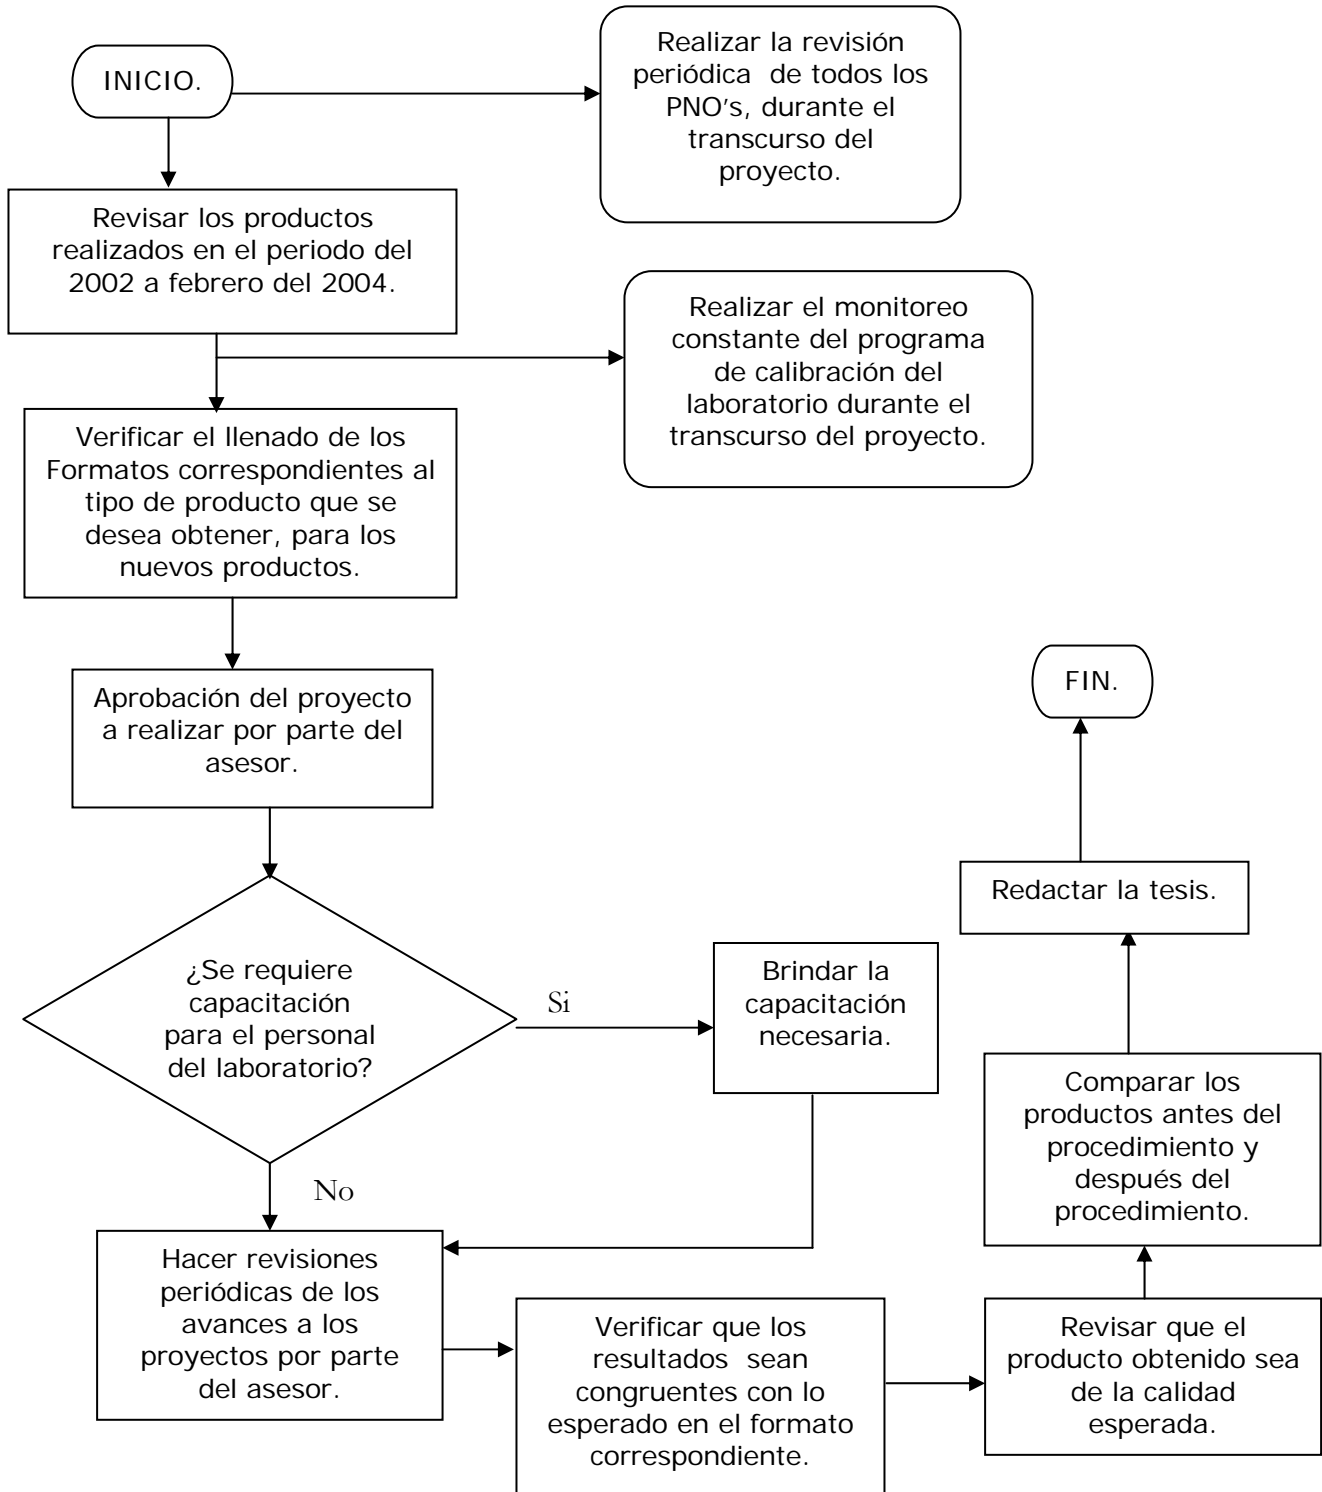 INICIO.
Realizar la revisión
periódica de todos los
PNO's, durante el
transcurso del
proyecto.
Revisar los productos
realizados en el periodo del
2002 a febrero del 2004.
Realizar el monitoreo
constante del programa
de calibración del
laboratorio durante el
transcurso del proyecto.
Verificar el llenado de los
Formatos correspondientes al
tipo de producto que se
desea obtener, para los
nuevos productos.
Aprobación del proyecto
a realizar por parte del
asesor.
¿Se requiere
capacitación
para el personal
del laboratorio?
Si
Brindar la
capacitación
necesaria.
No
Hacer revisiones
periódicas de los
avances a los
proyectos por parte
del asesor.
Verificar que los
resultados sean
congruentes con lo
esperado en el formato
correspondiente.
Revisar que el
producto obtenido sea
de la calidad
esperada.
Comparar los
productos antes del
procedimiento y
después del
procedimiento.
Redactar la tesis.
FIN.